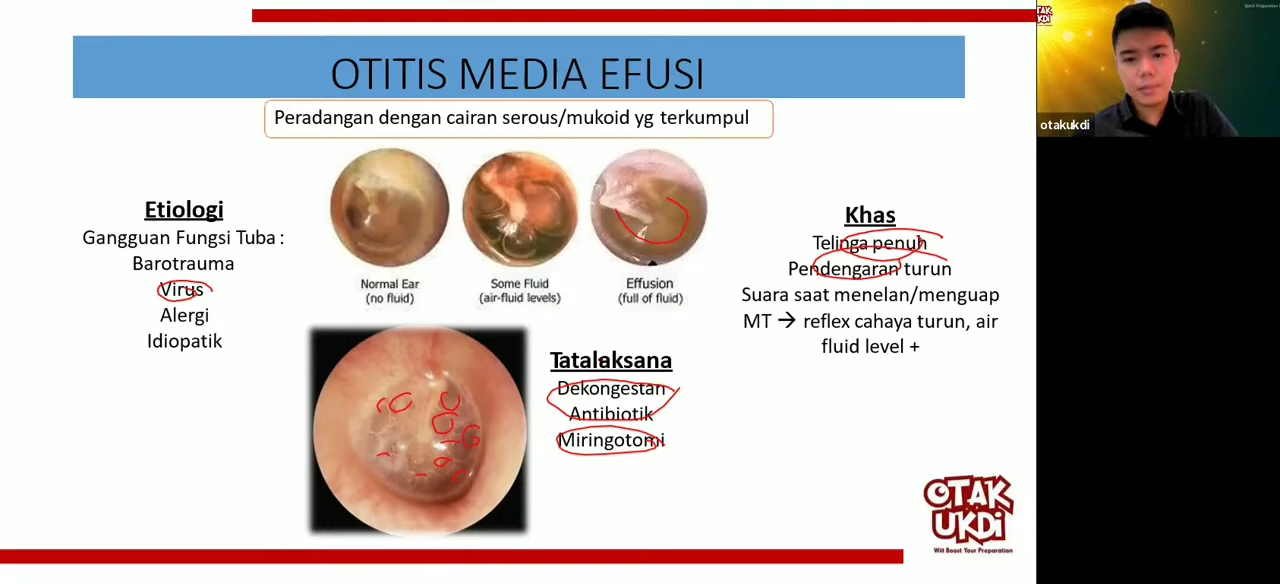 OTITIS MEDIA EFUSI
Peradangan dengan cairan serous/mukoid yg terkumpul
Etiologi
Gangguan Fungsi Tuba :
Barotrauma
Virus
Alergi
Idiopatik
Normal Ear
(no fluid)
Some Fluid
(air-fluid levels)
Effusion
(full of fluid)
Tatalaksana
Dekongestan
Antibiotik
Miringotomi
Khas
Telinga penuh
Pendengaran turun
Suara saat menelan/menguap
MT → reflex cahaya turun, air
fluid level +
OTAK
UKDi
Will Boost Your Preparation
OTAK
UKDi
otakukdi